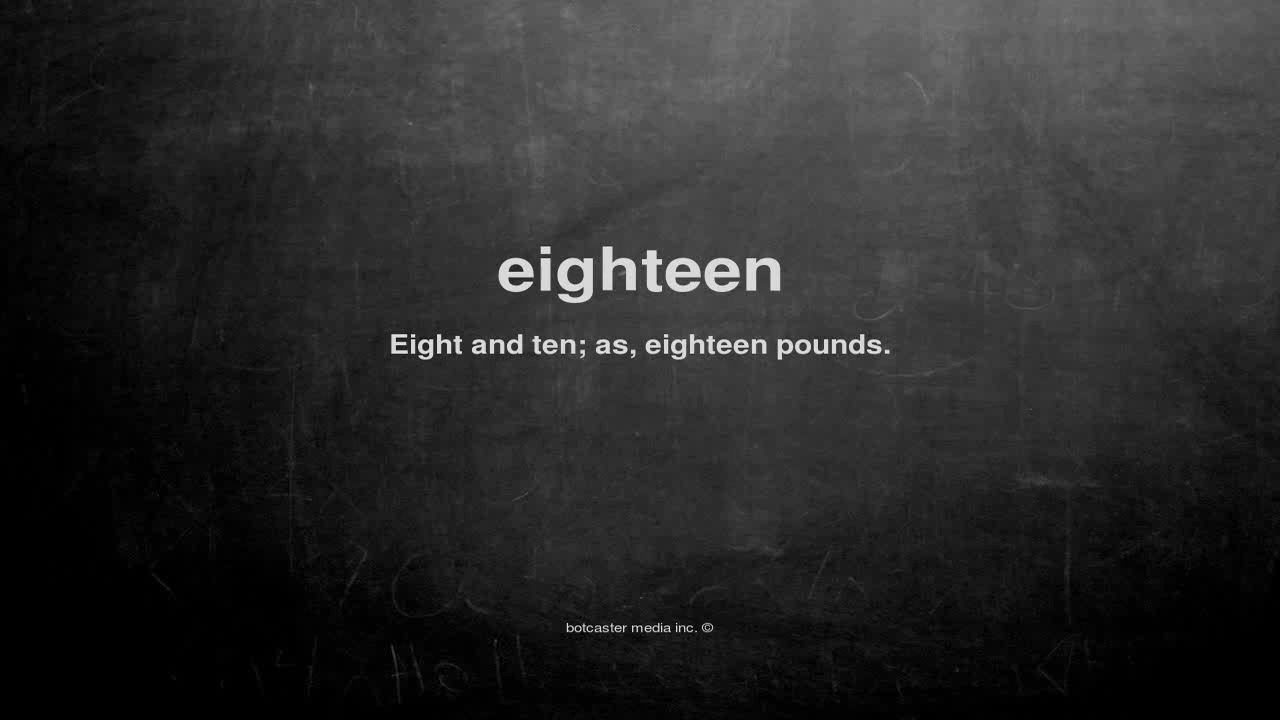 eighteen
Eight and ten; as, eighteen pounds.
botcaster media inc. ©